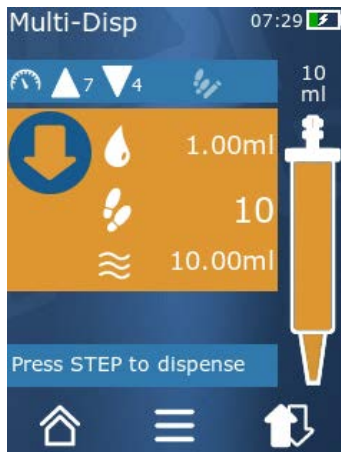 Multi-Disp 07:29
7 4
10
ml
1.00ml
10
10.00ml
Press STEP to dispense